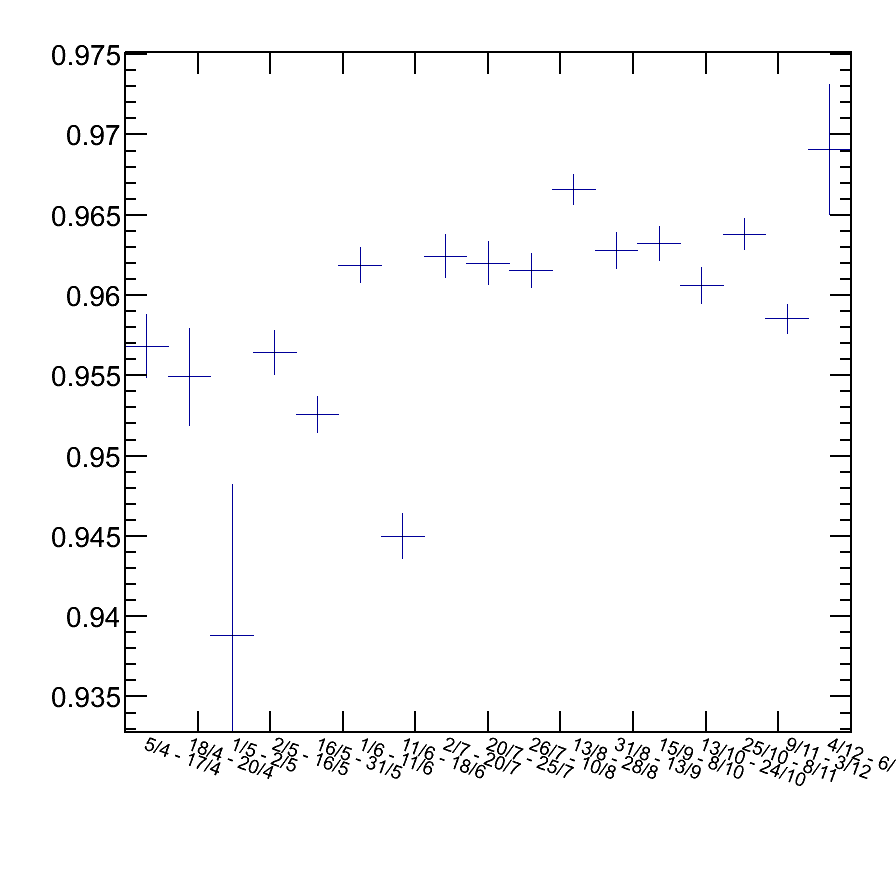 0.975
0.97
0.965
0.96
0.955
0.95
0.945
0.94
0.935
5/4 - 17/4
18/4 - 20/4
1/5 - 2/5
2/5 - 16/5
16/5 - 31/5
1/6 - 11/6
11/6 - 18/6
2/7 - 20/7
20/7 - 25/7
26/7 - 10/8
13/8 - 28/8
31/8 - 13/9
15/9 - 8/10
13/10 - 24/10
25/10 - 8/11
9/11 - 3/12
4/12 - 6/